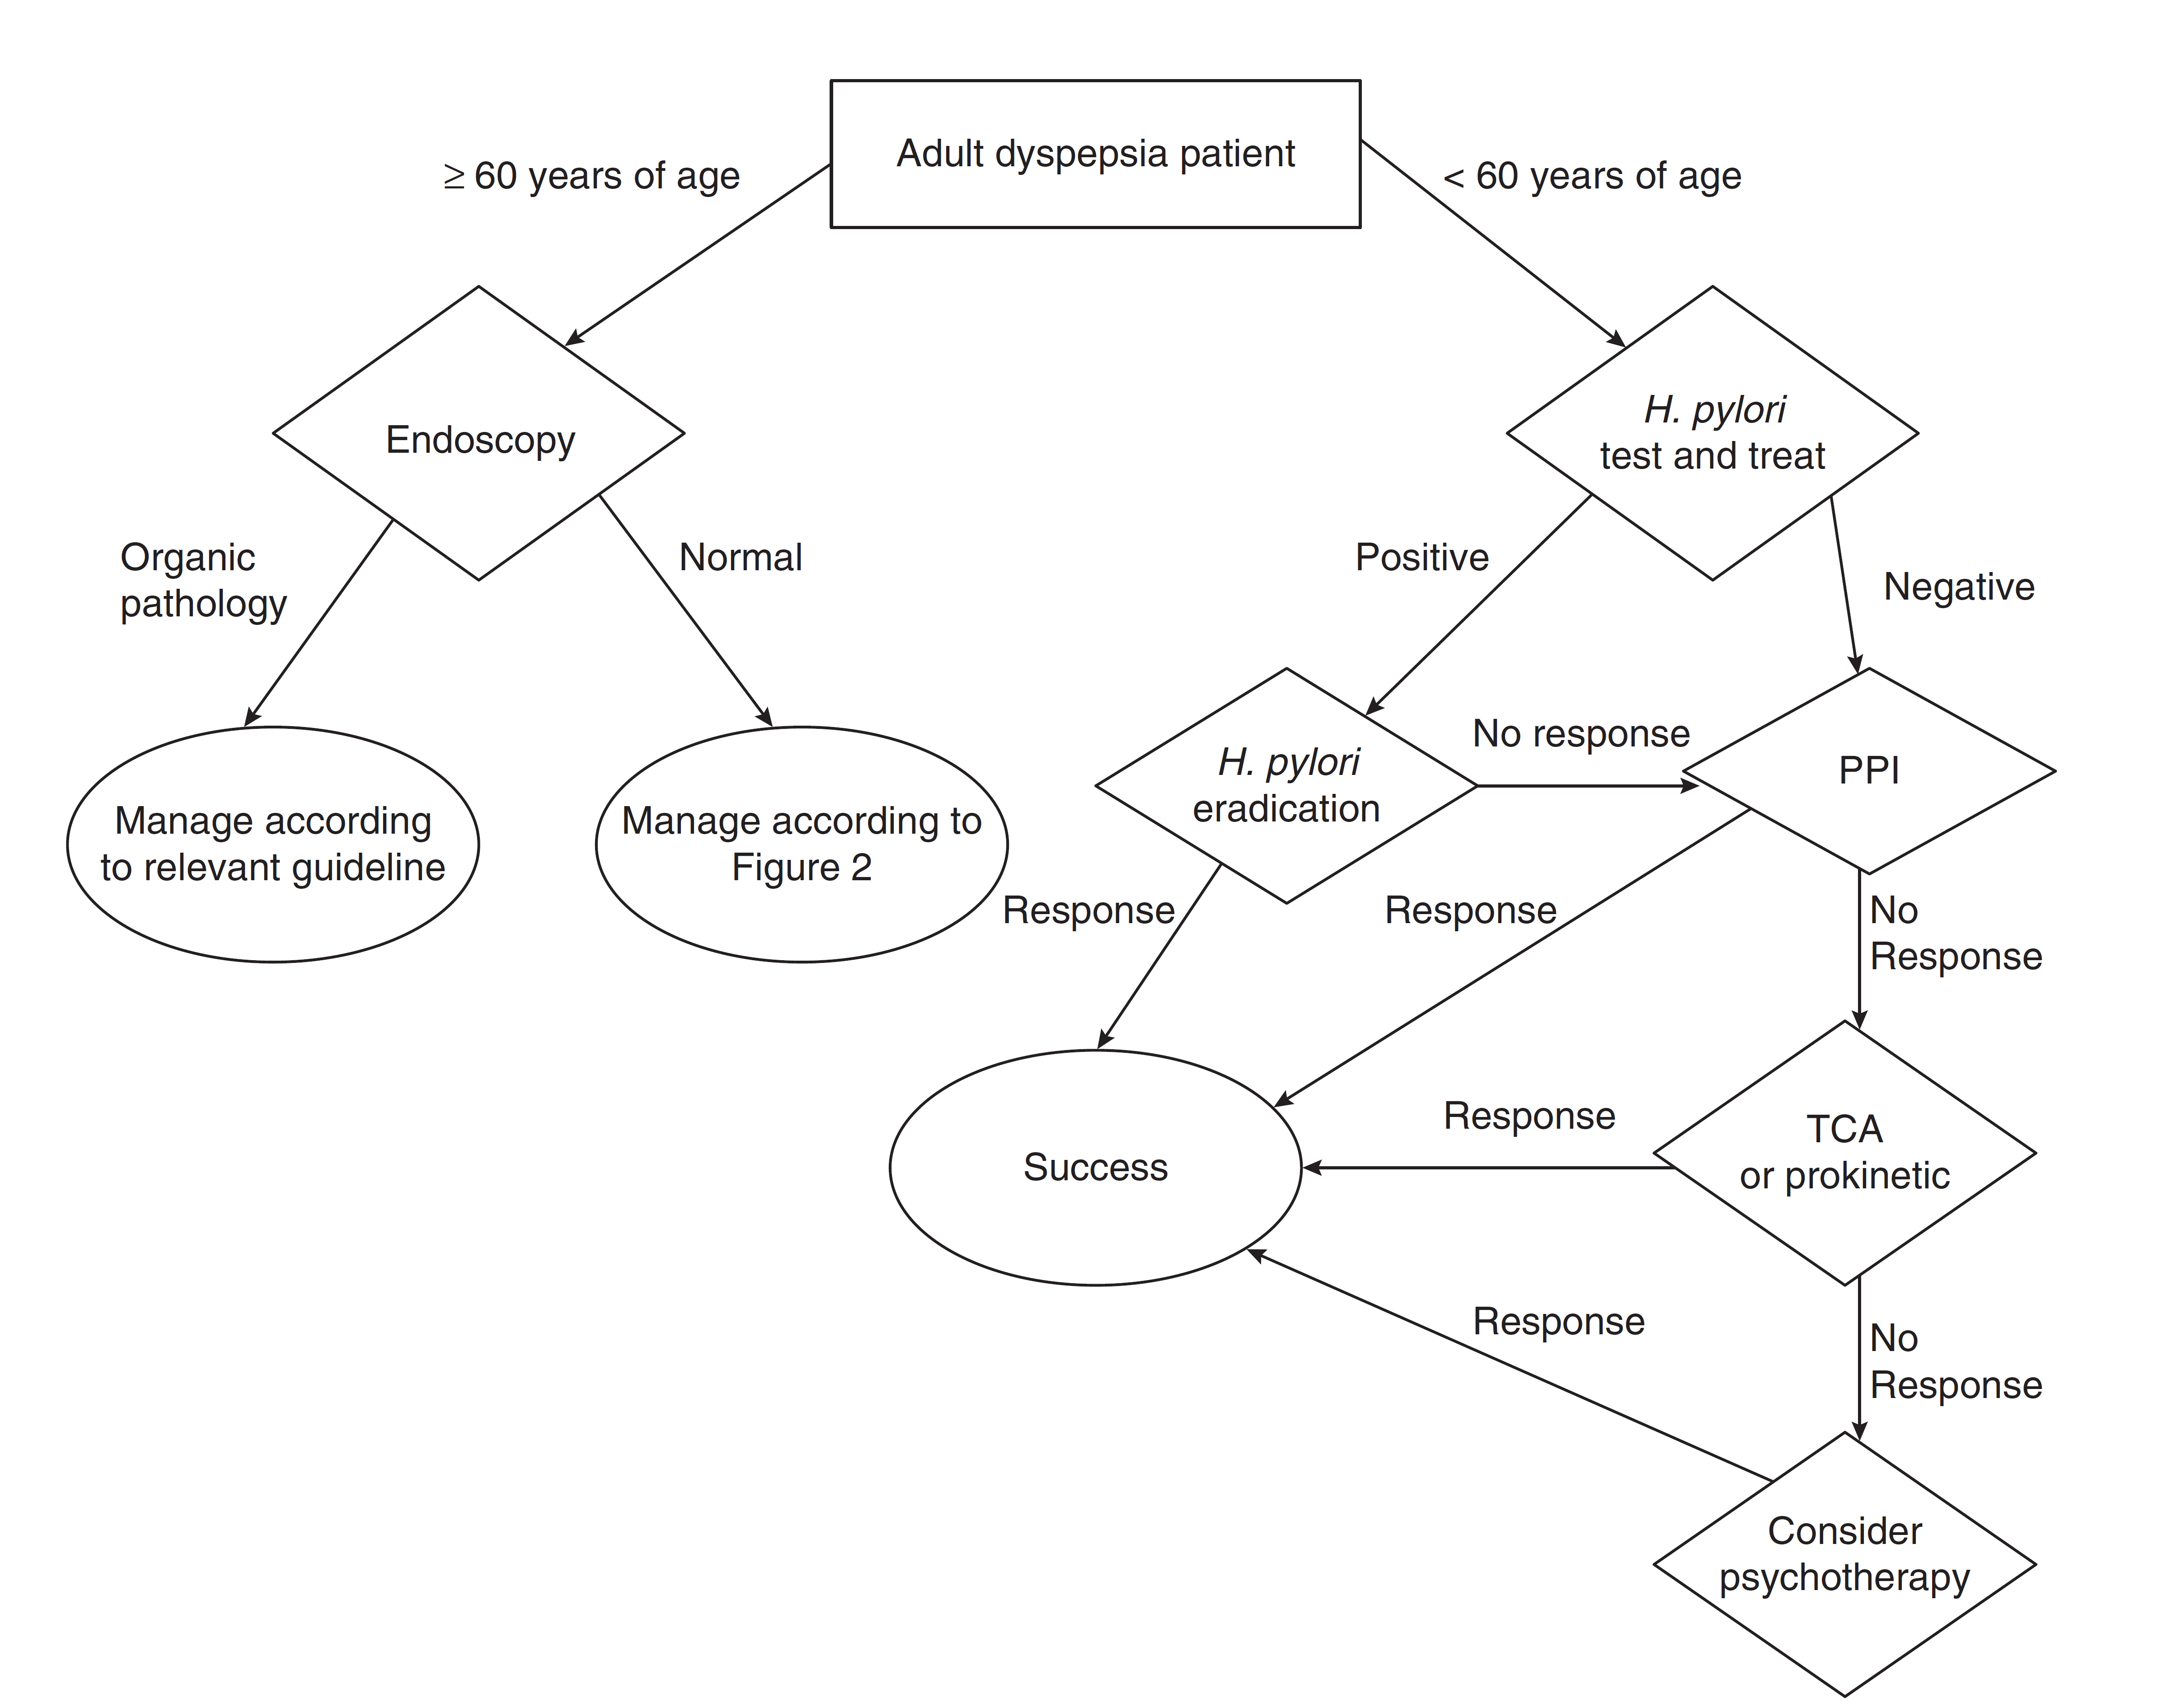 Adult dyspepsia patient
≥ 60 years of age
< 60 years of age
Endoscopy
H. pylori
test and treat
Organic
pathology
Normal
Positive
Negative
Manage according
to relevant guideline
Manage according to
Figure 2
H. pylori
eradication
No response
PPI
Response
Response
No
Response
Success
Response
TCA
or prokinetic
Response
No
Response
Consider
psychotherapy